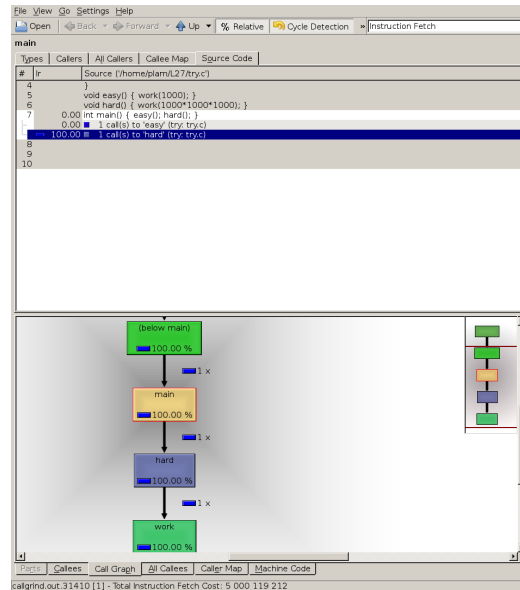 File View Go Settings Help
Open Back Forward Up % Relative Cycle Detection » Instruction Fetch
main
Types Callers All Callers Callee Map Source Code
# Ir Source ('/home/plam/L27/try.c')
4 }
5 void easy() { work(1000); }
6 void hard() { work(1000*1000*1000); }
7 0.00 int main() { easy(); hard(); }
0.00 1 call(s) to 'easy' (try: try.c)
100.00 1 call(s) to 'hard' (try: try.c)
8
9
10
(below main)
100.00 %
1 x
main
100.00 %
1 x
hard
100.00 %
1 x
work
100.00 %
Parts Callees Call Graph All Callees Caller Map Machine Code
callgrind.out.31410 [1] - Total Instruction Fetch Cost: 5 000 119 212